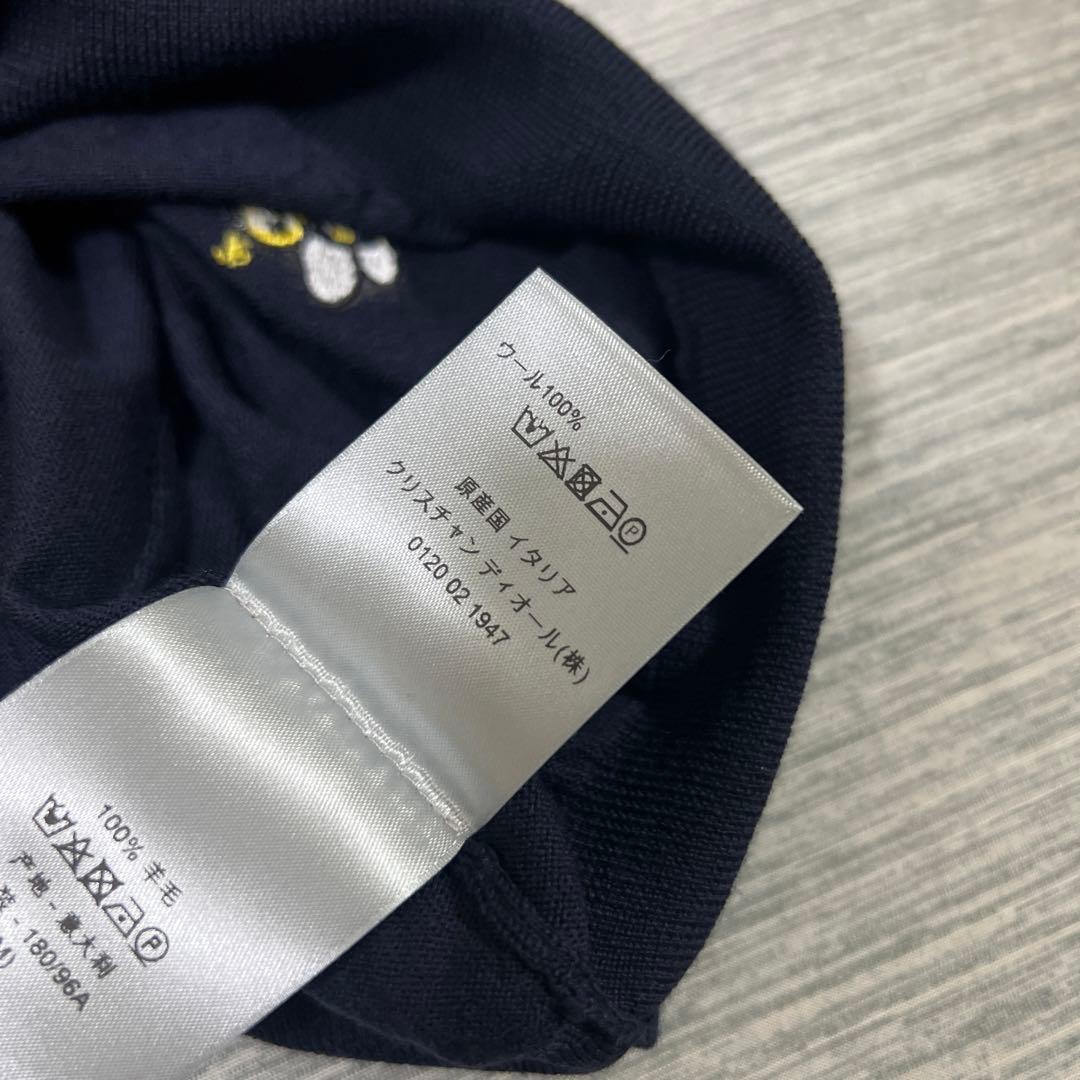 ウール100%
P
原産国 イタリア
クリスチャン ディオール(株)
0120 02 1947
100% 羊毛
P
产地 - 意大利
- 180/96A
M)